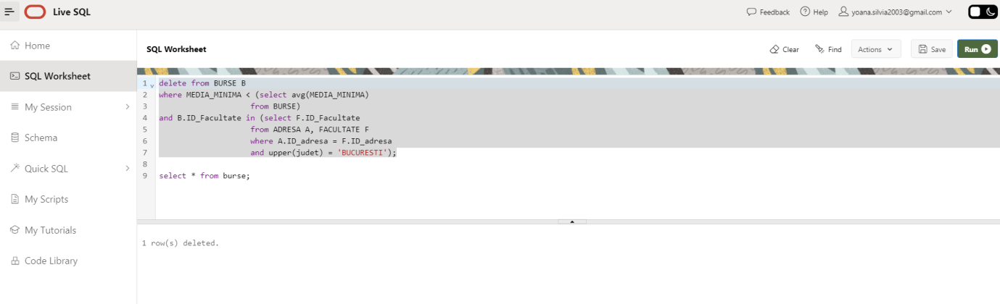 Live SQL
Feedback Help yoana.silvia2003@gmail.com
Home
SQL Worksheet
My Session
Schema
Quick SQL
My Scripts
My Tutorials
Code Library
SQL Worksheet
Clear Find Actions Save Run
1 delete from BURSE B
2 where MEDIA_MINIMA < (select avg(MEDIA_MINIMA)
3 from BURSE)
4 and B.ID_Facultate in (select F.ID_Facultate
5 from ADRESA A, FACULTATE F
6 where A.ID_adresa = F.ID_adresa
7 and upper(judet) = 'BUCURESTI');
8
9 select * from burse;
1 row(s) deleted.